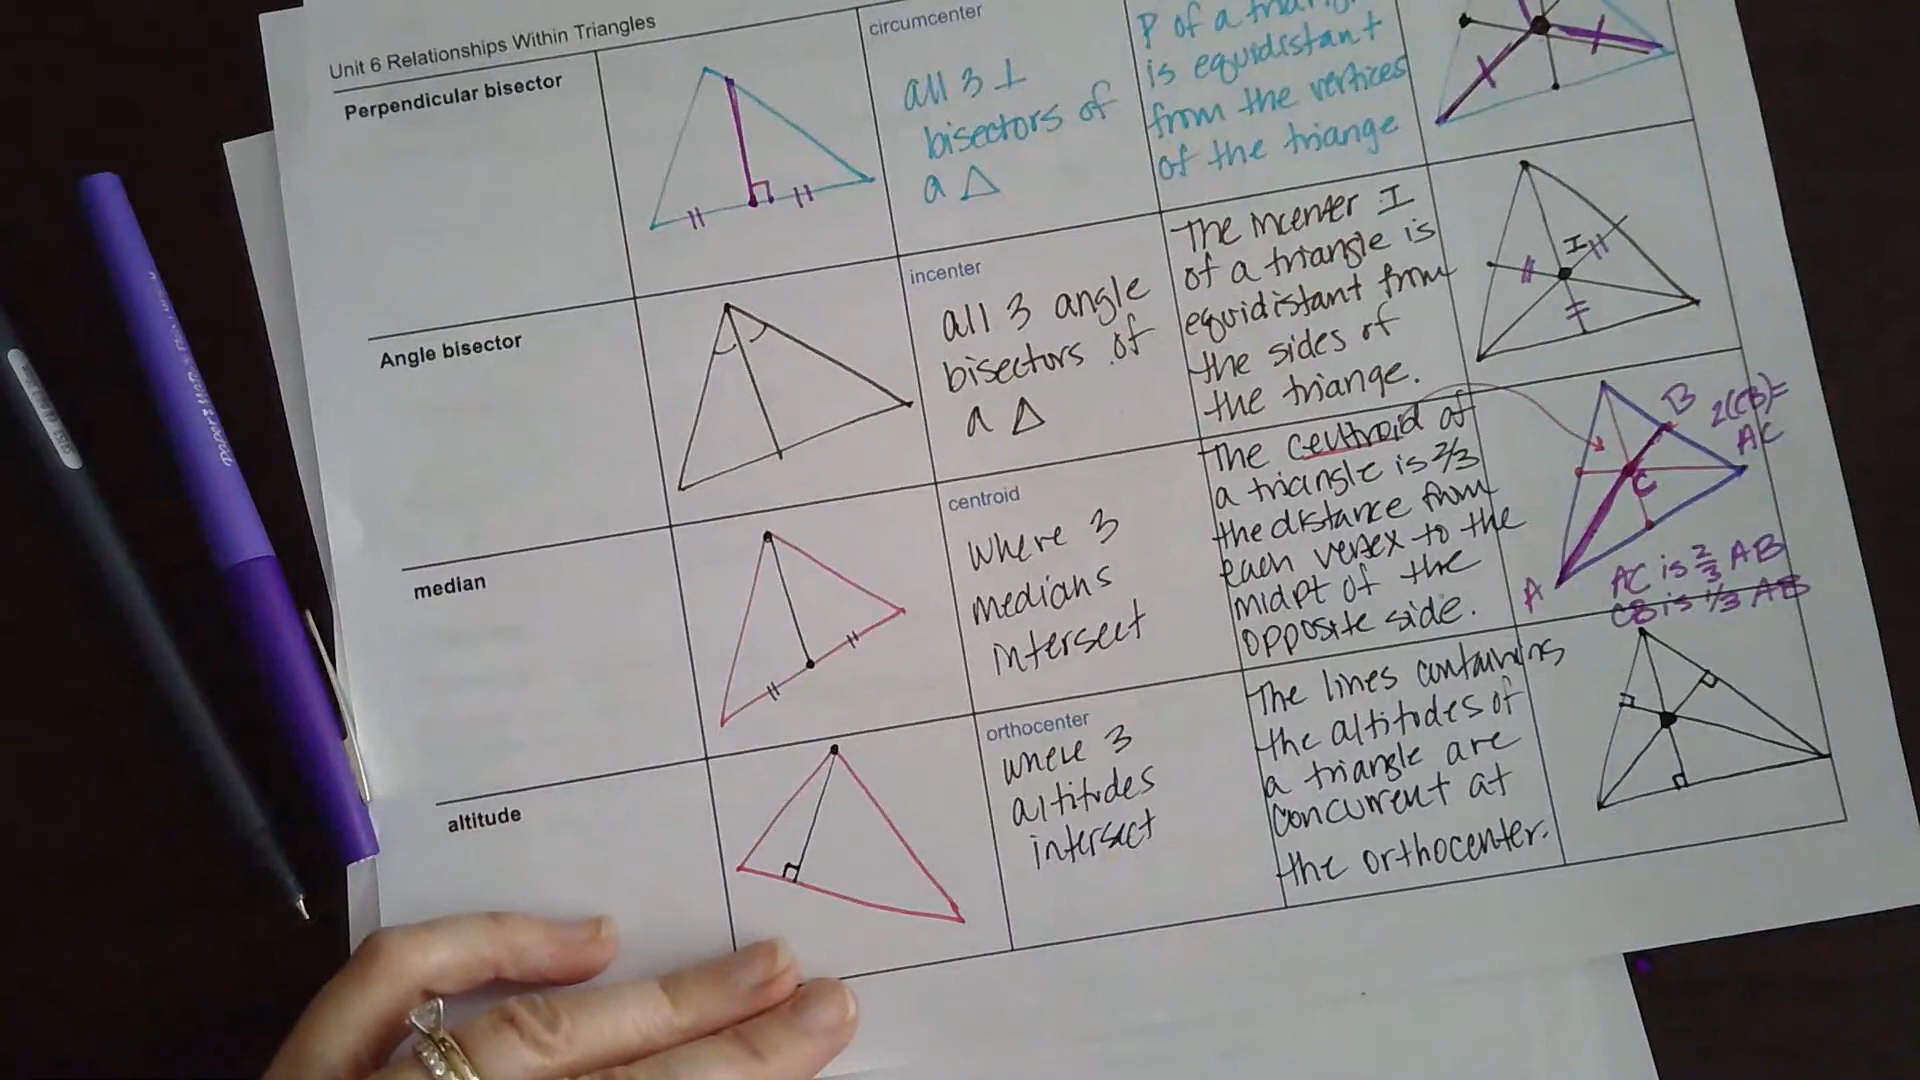 Unit 6 Relationships Within Triangles
Perpendicular bisector
circumcenter
all 3 ⊥
bisectors of
a △
P of a
is equidistant
from the vertices
of the triange
Angle bisector
incenter
all 3 angle
bisectors of
a △
The incenter I
of a triangle is
equidistant from
the sides of
the triange.
I
median
centroid
where 3
medians
intersect
The centroid of
a triangle is 2/3
the distance from
each vertex to the
midpt of the
opposite side.
B
2(CB)=
AC
C
A
AC is 2/3 AB
CB is 1/3 AB
altitude
orthocenter
where 3
altitudes
intersect
The lines containing
the altitudes of
a triangle are
concurrent at
the orthocenter.